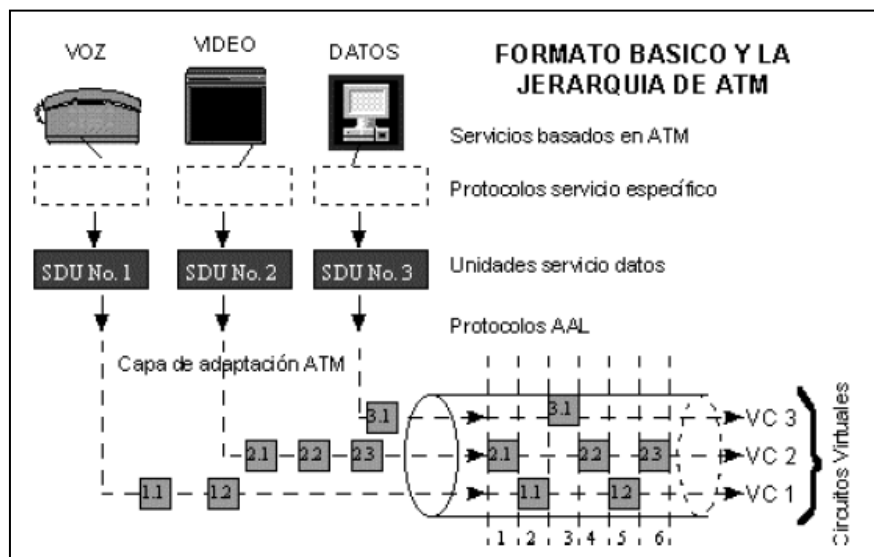 VOZ VIDEO DATOS
FORMATO BASICO Y LA
JERARQUIA DE ATM
Servicios basados en ATM
Protocolos servicio específico
SDU No. 1 SDU No. 2 SDU No. 3
Unidades servicio datos
Protocolos AAL
Capa de adaptación ATM
3.1 3.1 VC 3
2.1 2.2 2.3 2.1 2.2 2.3 VC 2
1.1 1.2 1.1 1.2 VC 1
1 2 3 4 5 6
Circuitos Virtuales